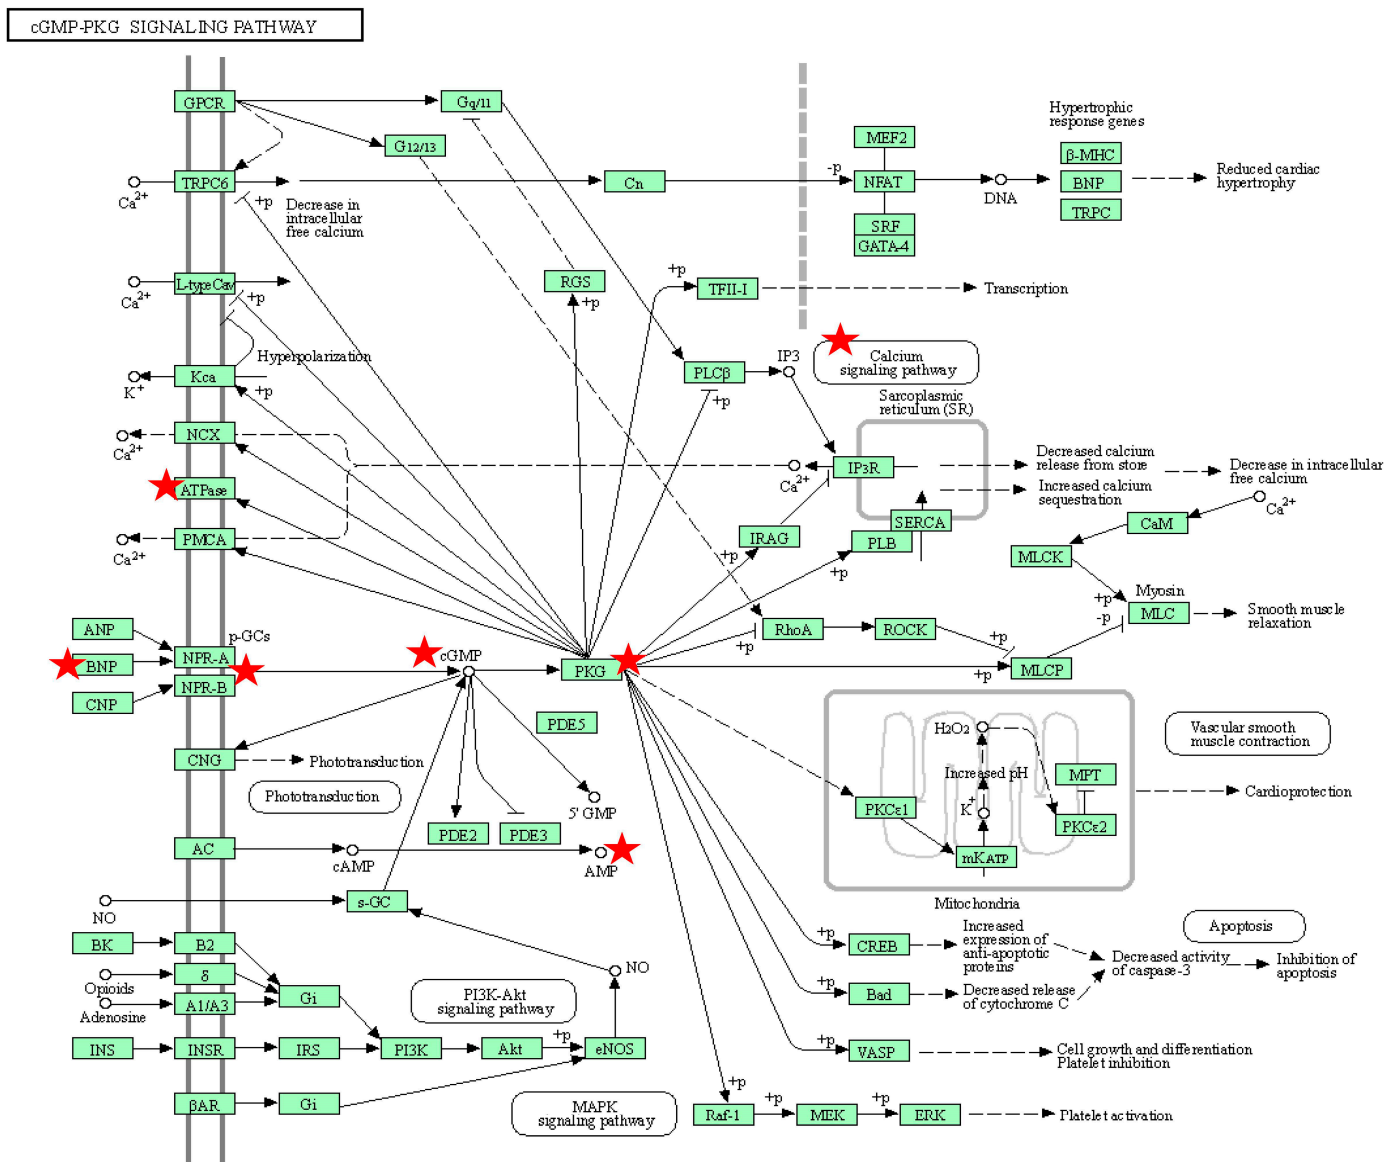 cGMP-PKG SIGNALING PATHWAY
GPCR
Gq/11
G12/13
MEF2
Hypertrophic
response genes
β-MHC
TRPC6
Ca2+
+p
Decrease in
intracellular
free calcium
Cn
-p
NFAT
DNA
BNP
Reduced cardiac
hypertrophy
TRPC
SRF
GATA-4
L-type Cav
Ca2+
+p
RGS
+p
+p
TFII-I
Transcription
Hyperpolarization
Kca
K+
+p
PLCβ
+p
IP3
Calcium
signaling pathway
Sarcoplasmic
reticulum (SR)
NCX
Ca2+
IP3R
Ca2+
Decreased calcium
release from store
Increased calcium
sequestration
Decrease in intracellular
free calcium
Ca2+
ATPase
SERCA
PLB
+p
CaM
PMCA
Ca2+
IRAG
+p
MLCK
Myosin
+p
-p
MLC
Smooth muscle
relaxation
ANP
p-GCs
NPR-A
BNP
NPR-B
CNP
cGMP
PKG
RhoA
+p
ROCK
+p
+p
MLCP
PDE5
H2O2
Vascular smooth
muscle contraction
CNG
Phototransduction
Phototransduction
5' GMP
Increased pH
K+
MPT
PKCε1
PKCε2
mKATP
Cardioprotection
PDE2
PDE3
AC
cAMP
AMP
Mitochondria
NO
s-GC
BK
B2
+p
CREB
Increased
expression of
anti-apoptotic
proteins
Apoptosis
Decreased activity
of caspase-3
Inhibition of
apoptosis
Opioids
δ
NO
Adenosine
A1/A3
Gi
PI3K-Akt
signaling pathway
+p
Bad
Decreased release
of cytochrome C
INS
INSR
IRS
PI3K
Akt
+p
eNOS
+p
VASP
Cell growth and differentiation
Platelet inhibition
βAR
Gi
MAPK
signaling pathway
+p
Raf-1
+p
MEK
+p
ERK
Platelet activation